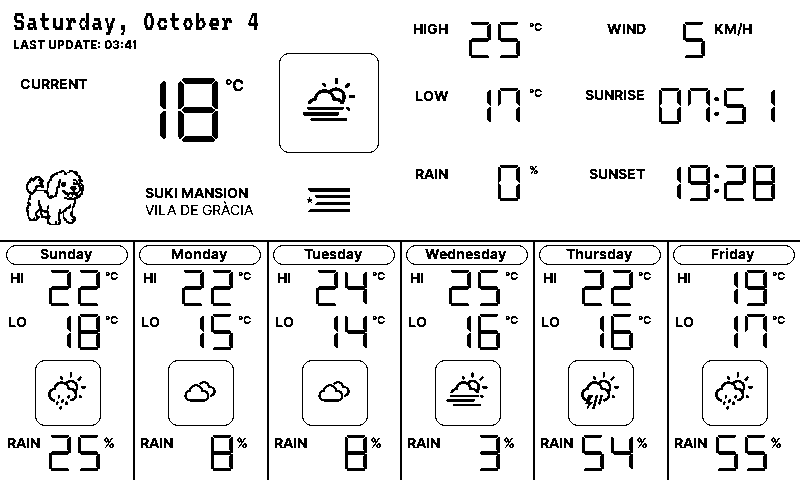 Saturday, October 4
LAST UPDATE: 03:41
CURRENT 18 °C
SUKI MANSION
VILA DE GRÀCIA
HIGH 25 °C
LOW 17 °C
RAIN 0 %
WIND 5 KM/H
SUNRISE 07:51
SUNSET 19:28
Sunday
HI 22 °C
LO 18 °C
RAIN 25 %
Monday
HI 22 °C
LO 15 °C
RAIN 8 %
Tuesday
HI 24 °C
LO 14 °C
RAIN 8 %
Wednesday
HI 25 °C
LO 16 °C
RAIN 3 %
Thursday
HI 22 °C
LO 16 °C
RAIN 54 %
Friday
HI 19 °C
LO 17 °C
RAIN 55 %